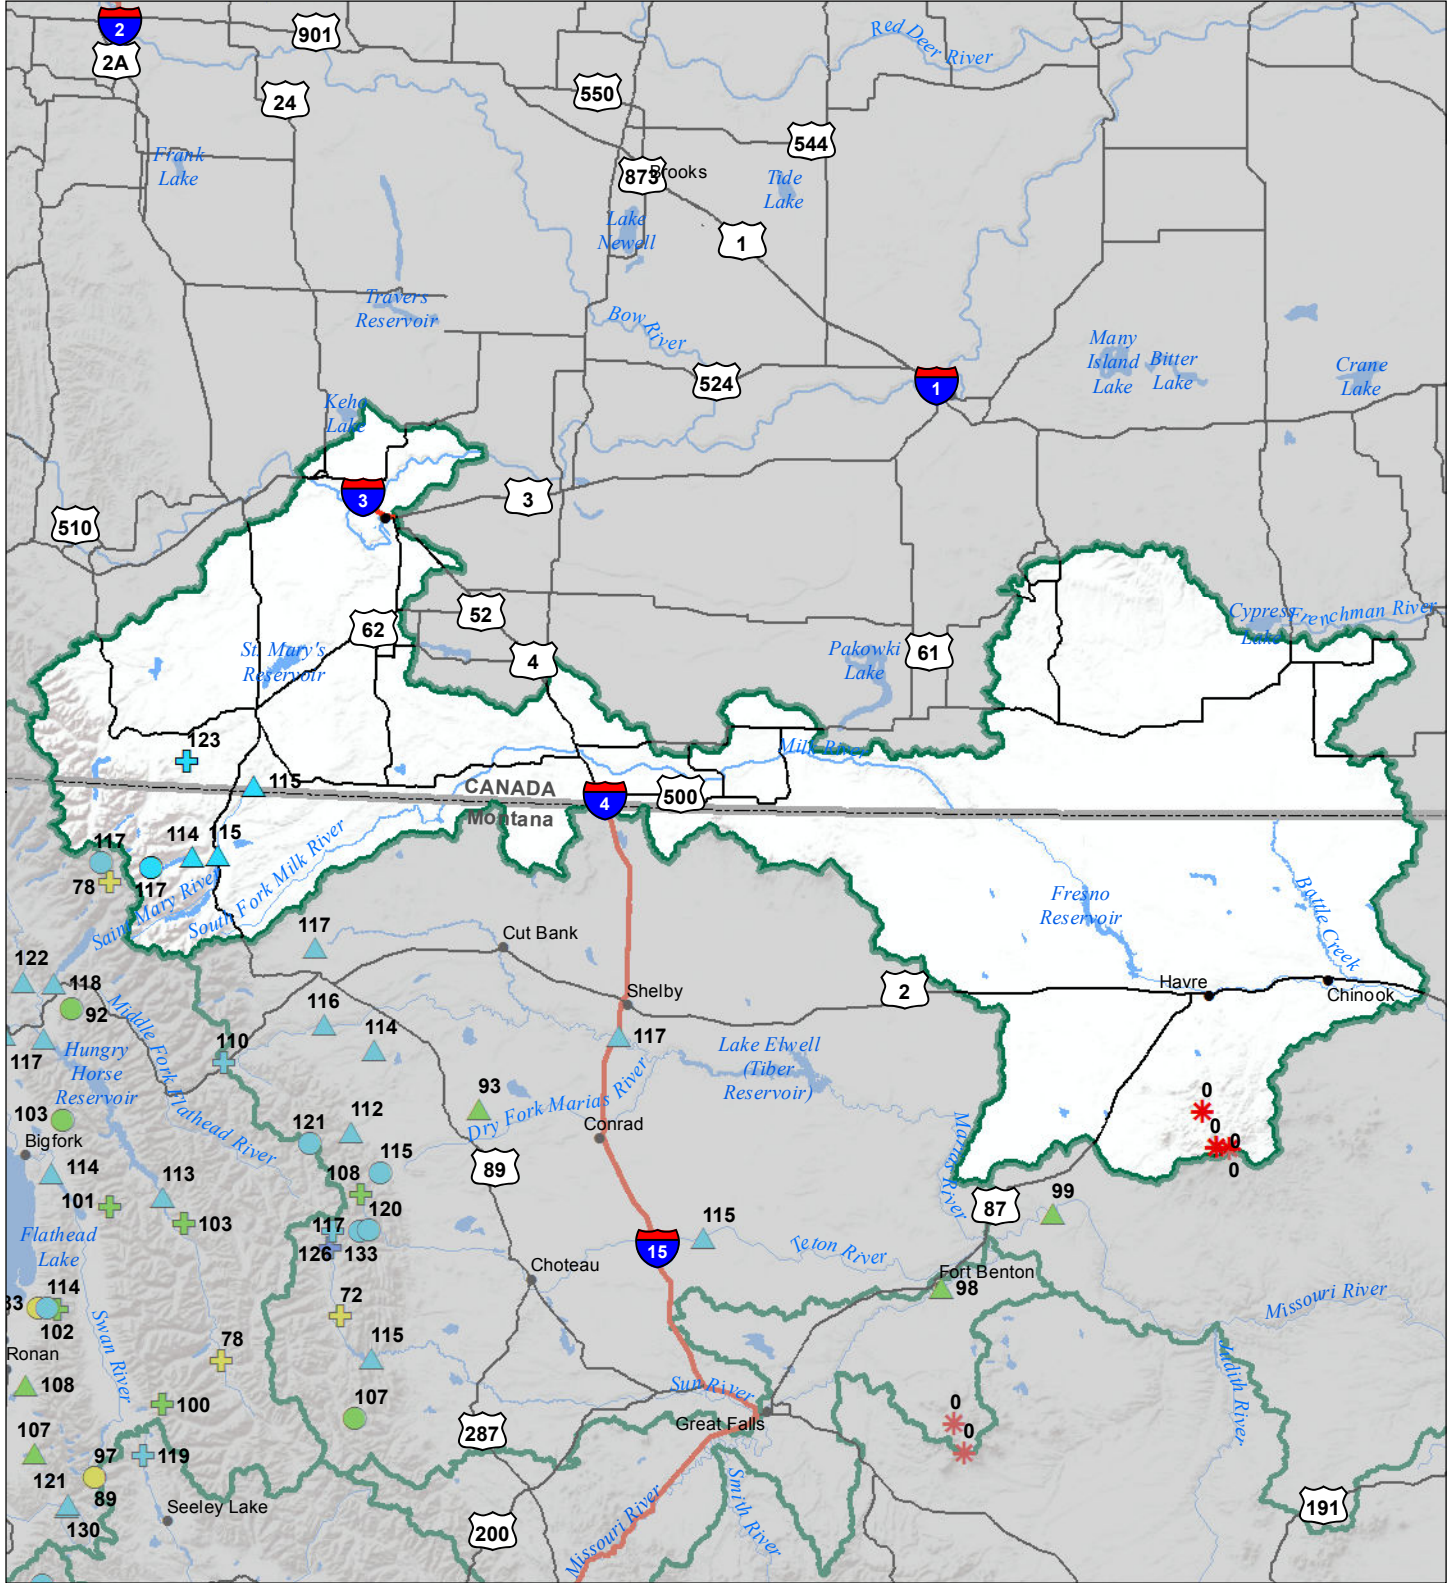 2
2A
901
Red Deer River
24
550
544
Frank
Lake
873
Brooks
Tide
Lake
Lake
Newell
1
Travers
Reservoir
Bow River
Many
Island
Lake
Bitter
Lake
Crane
Lake
524
1
Keho
Lake
3
3
510
52
62
Cypress
Lake
Frenchman River
St. Mary's
Reservoir
4
Pakowki
Lake
61
123
Milk River
115
CANADA
Montana
4
500
117
114
115
78
117
Saint Mary River
South Fork Milk River
Fresno
Reservoir
Battle Creek
117
Cut Bank
122
118
92
Middle Fork Flathead River
2
Havre
Chinook
Shelby
116
114
117
110
117
Hungry
Horse
Reservoir
Lake Elwell
(Tiber
Reservoir)
93
Dry Fork Marias River
Marias River
0
0
0
0
103
Bigfork
121
112
115
Conrad
114
101
113
103
108
89
120
117
126
133
87
99
115
Teton River
Flathead
Lake
Choteau
15
Fort Benton
98
114
33
102
72
Missouri River
Swan River
Ronan
78
115
Judith River
108
100
107
Sun River
Great Falls
0
0
287
107
97
119
121
89
130
Seeley Lake
Missouri River
Smith River
200
191